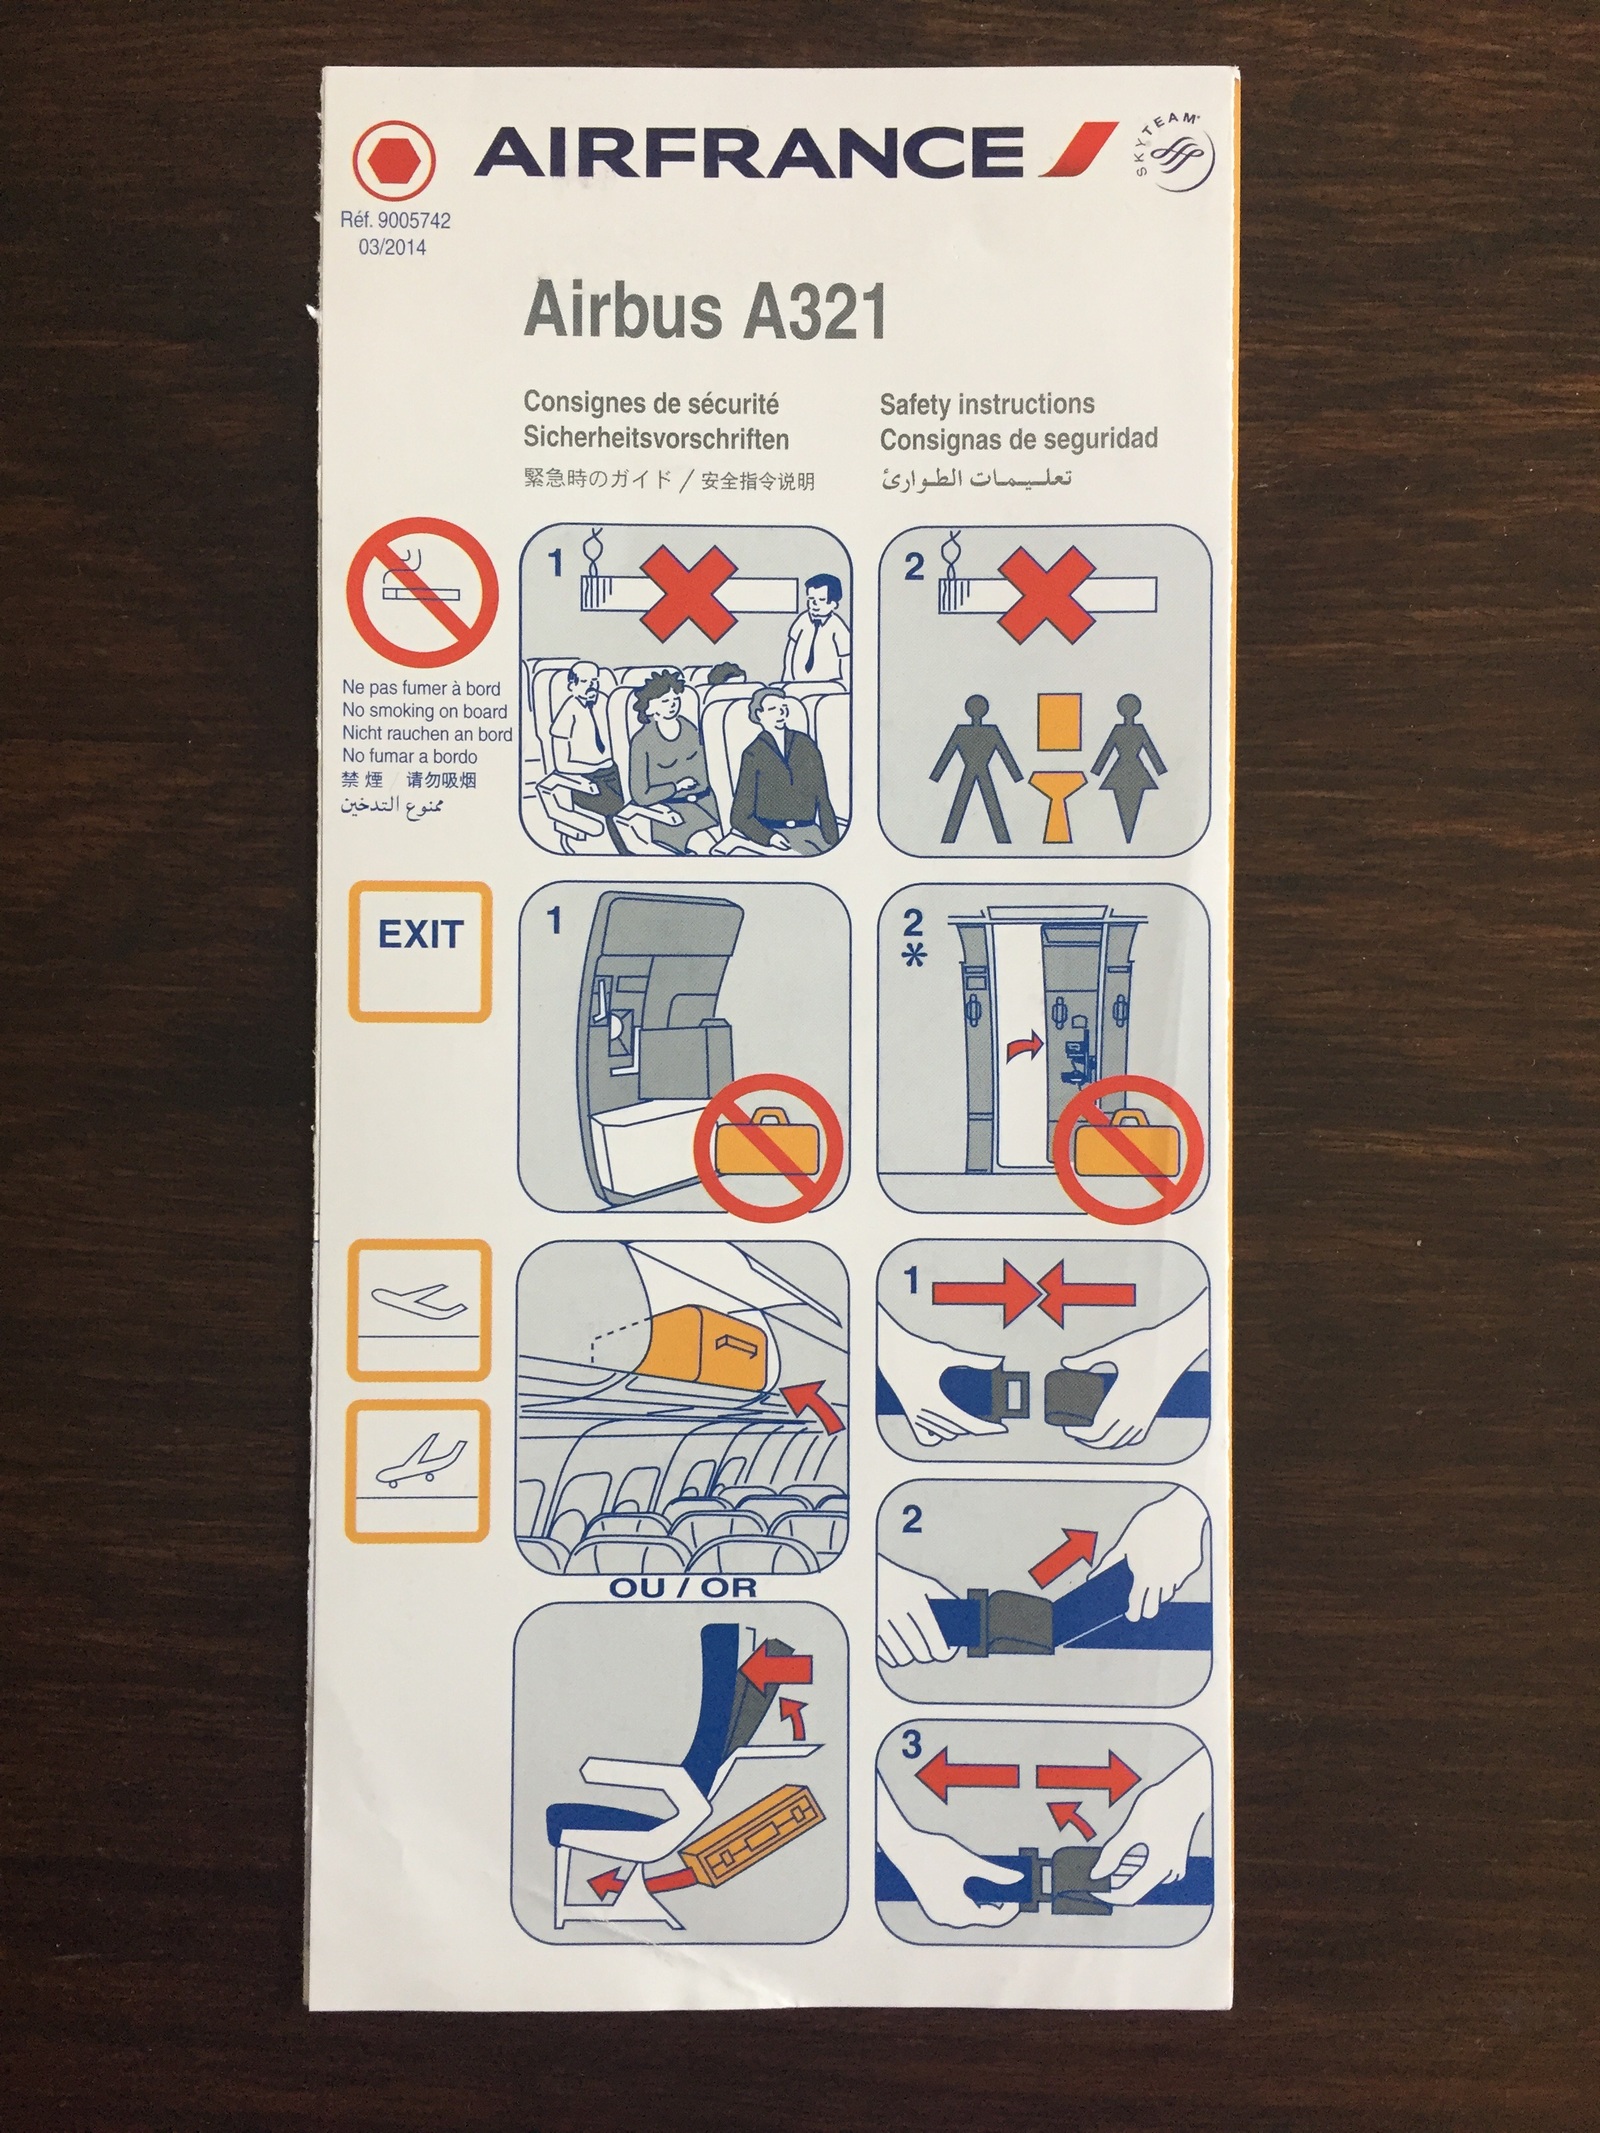 AIRFRANCE
SKYTEAM
Réf. 9005742
03/2014
Airbus A321
Consignes de sécurité
Sicherheitsvorschriften
緊急時のガイド / 安全指令说明
Safety instructions
Consignas de seguridad
تعليمات الطوارئ
Ne pas fumer à bord
No smoking on board
Nicht rauchen an bord
No fumar a bordo
禁煙 / 请勿吸烟
ممنوع التدخين
1
2
EXIT
1
2
*
1
2
OU / OR
3